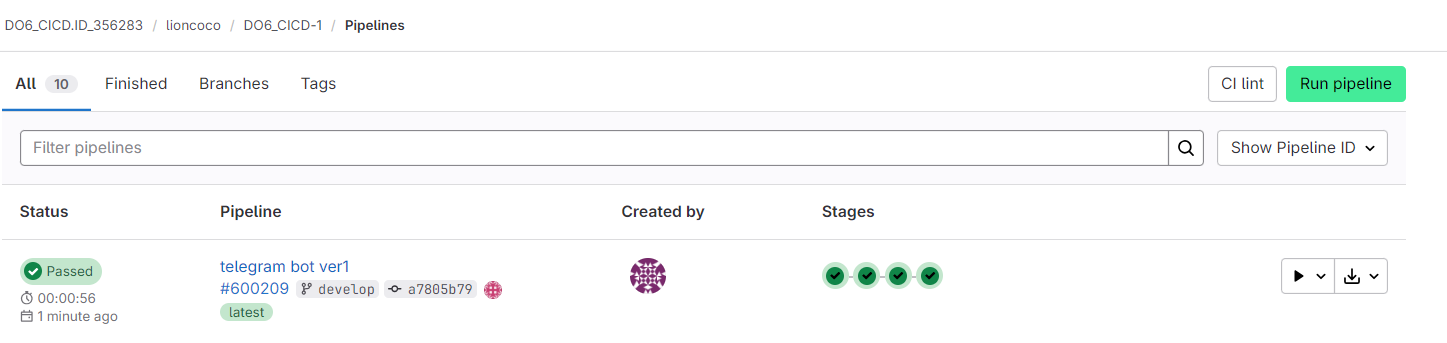 DO6_CICD.ID_356283 / lioncoco / DO6_CICD-1 / Pipelines
All 10 Finished Branches Tags CI lint Run pipeline
Filter pipelines Show Pipeline ID
Status Pipeline Created by Stages
Passed telegram bot ver1
00:00:56 #600209 develop a7805b79
1 minute ago latest